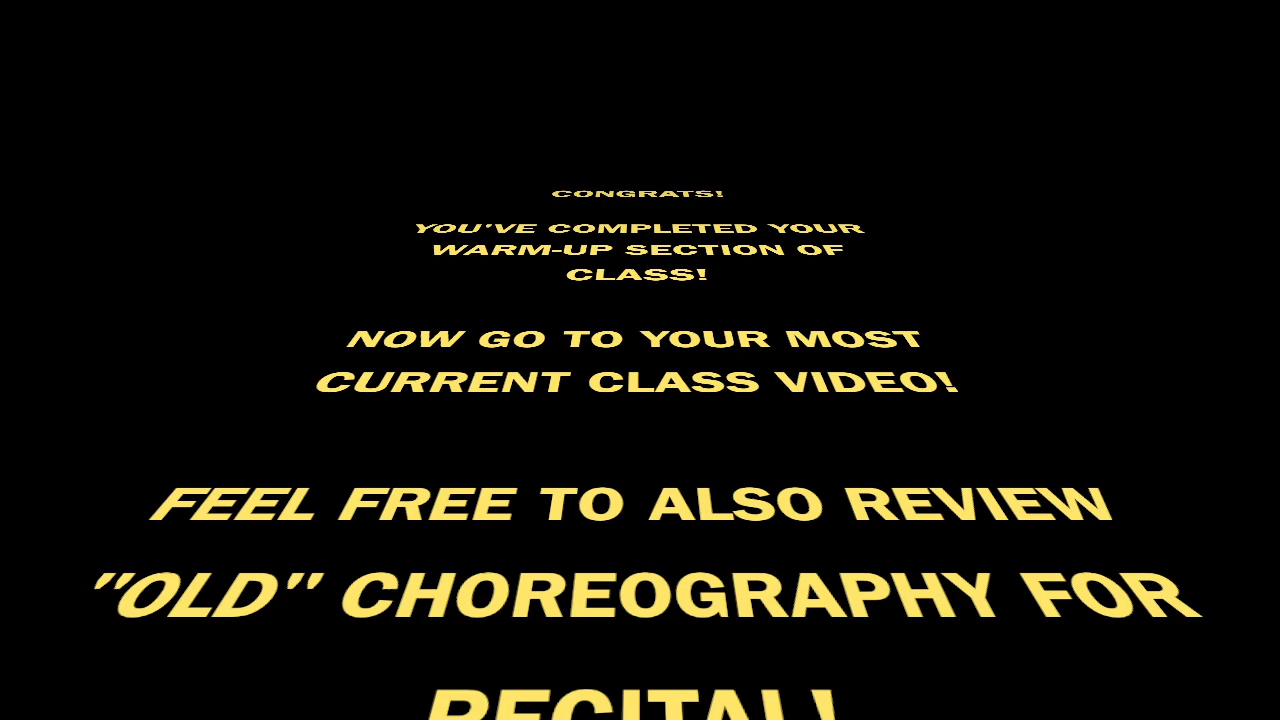 CONGRATS!
YOU'VE COMPLETED YOUR
WARM-UP SECTION OF
CLASS!
NOW GO TO YOUR MOST
CURRENT CLASS VIDEO!
FEEL FREE TO ALSO REVIEW
"OLD" CHOREOGRAPHY FOR
RECITAL!